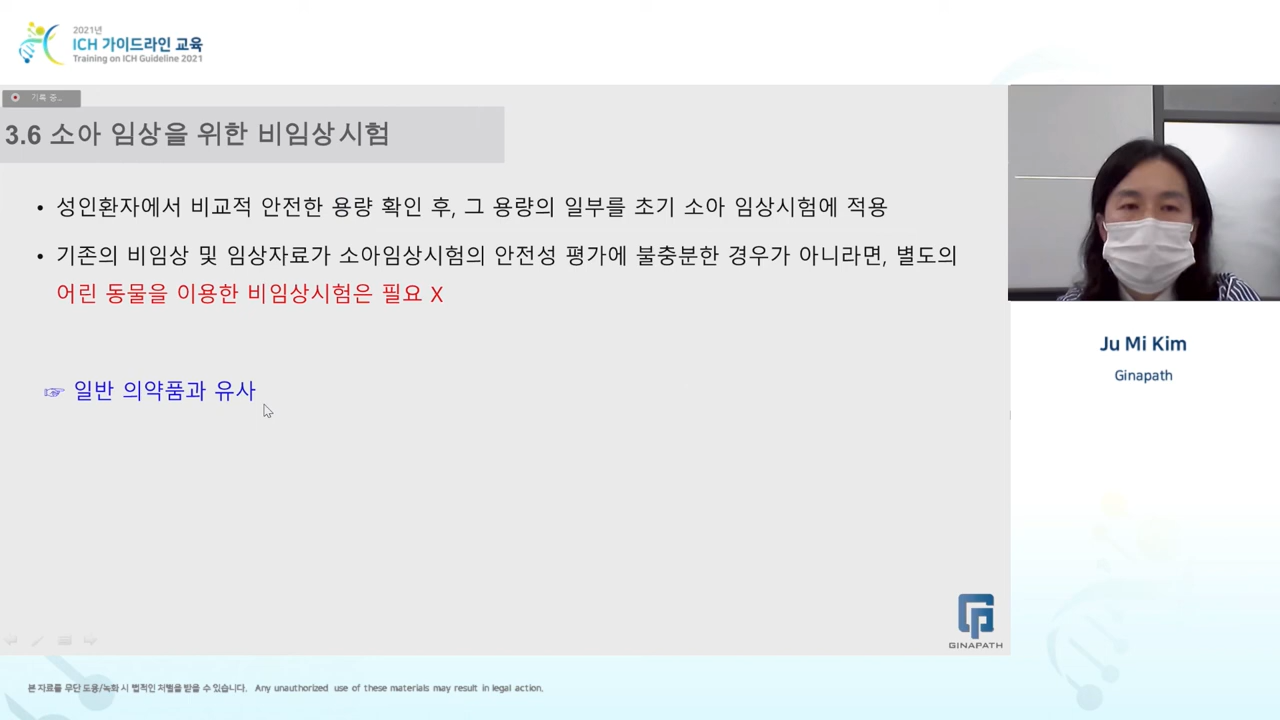 2021년
ICH 가이드라인 교육
Training on ICH Guideline 2021
기록 중...
3.6 소아 임상을 위한 비임상시험
• 성인환자에서 비교적 안전한 용량 확인 후, 그 용량의 일부를 초기 소아 임상시험에 적용
• 기존의 비임상 및 임상자료가 소아임상시험의 안전성 평가에 불충분한 경우가 아니라면, 별도의
어린 동물을 이용한 비임상시험은 필요 X
☞ 일반 의약품과 유사
Ju Mi Kim
Ginapath
GINAPATH
본 자료를 무단 도용/녹화 시 법적인 처벌을 받을 수 있습니다. Any unauthorized use of these materials may result in legal action.